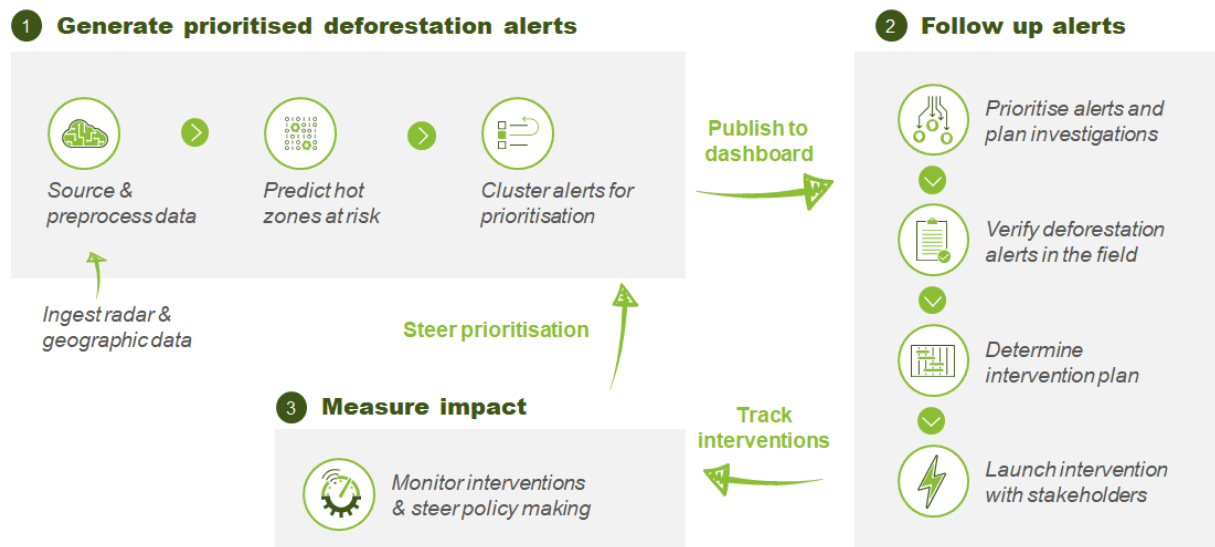 1 Generate prioritised deforestation alerts
Source &
preprocess data
Predict hot
zones at risk
Cluster alerts for
prioritisation
Ingest radar &
geographic data
Publish to
dashboard
2 Follow up alerts
Prioritise alerts and
plan investigations
Verify deforestation
alerts in the field
Determine
intervention plan
Launch intervention
with stakeholders
Track
interventions
3 Measure impact
Monitor interventions
& steer policy making
Steer prioritisation